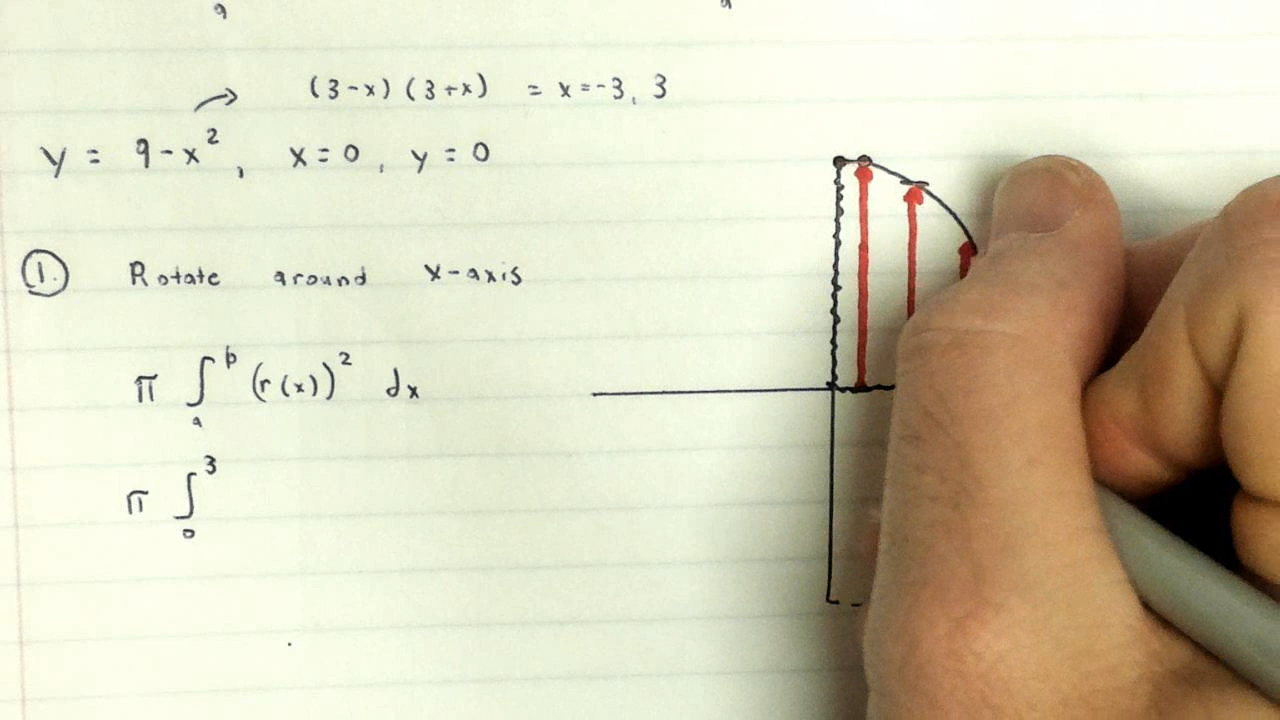 (3-x) (3+x) = x=-3, 3
y = 9-x², x=0, y=0
1. Rotate around x-axis
π ∫ₐᵇ (r(x))² dx
π ∫₀³